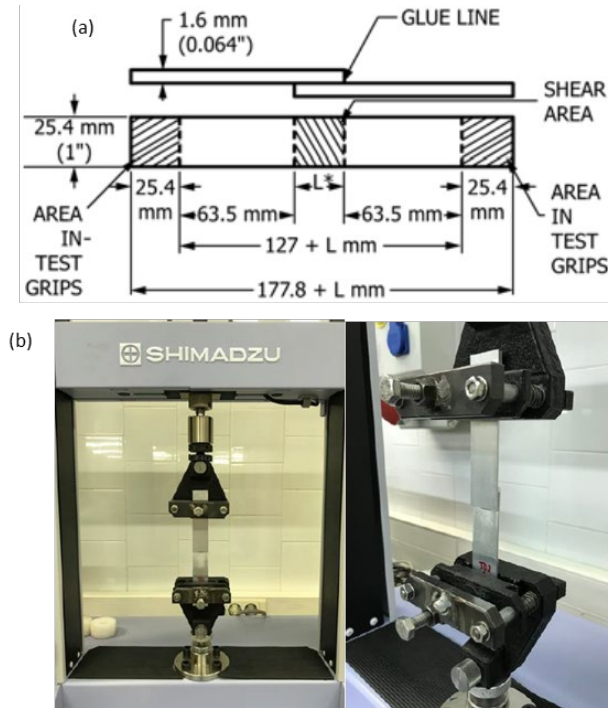 (a)
1.6 mm
(0.064")
GLUE LINE
SHEAR
AREA
25.4 mm
(1")
25.4
mm
63.5 mm
L*
63.5 mm
25.4
mm
AREA
IN-
TEST
GRIPS
AREA
IN
TEST
GRIPS
127 + L mm
177.8 + L mm
(b)
SHIMADZU